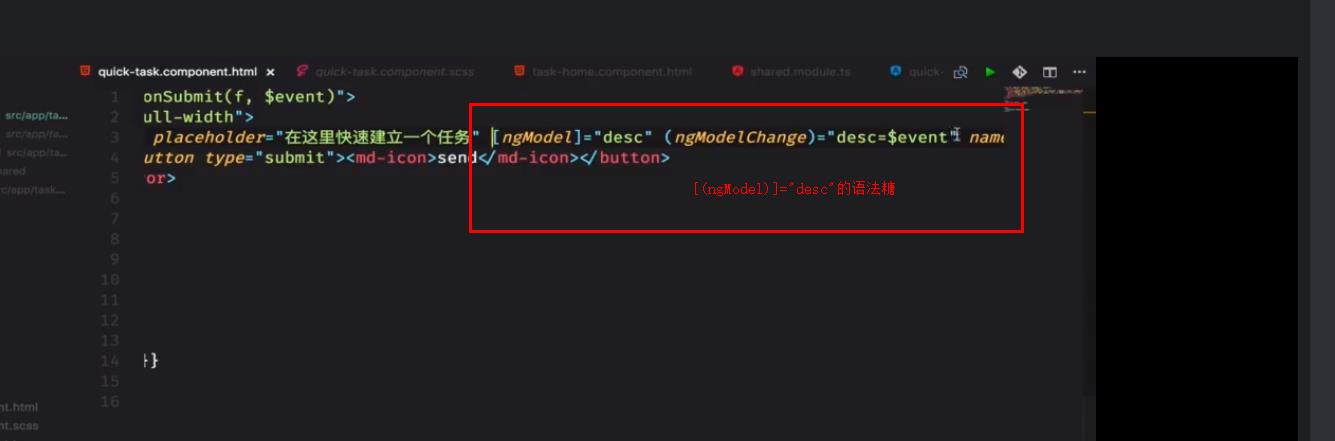 quick-task.component.html × quick-task.component.scss task-home.component.html shared.module.ts quick-
src/app/ta...
src/app/ta...
src/app/ta...
src/app/task...
1 onSubmit(f, $event)">
2 ull-width">
3 placeholder="在这里快速建立一个任务" [ngModel]="desc" (ngModelChange)="desc=$event" name
4 utton type="submit"><md-icon>send</md-icon></button>
5 or>
[(ngModel)]="desc"的语法糖
6
7
8
9
10
11
12
13
14 }}
15
16
nt.html
nt.scss